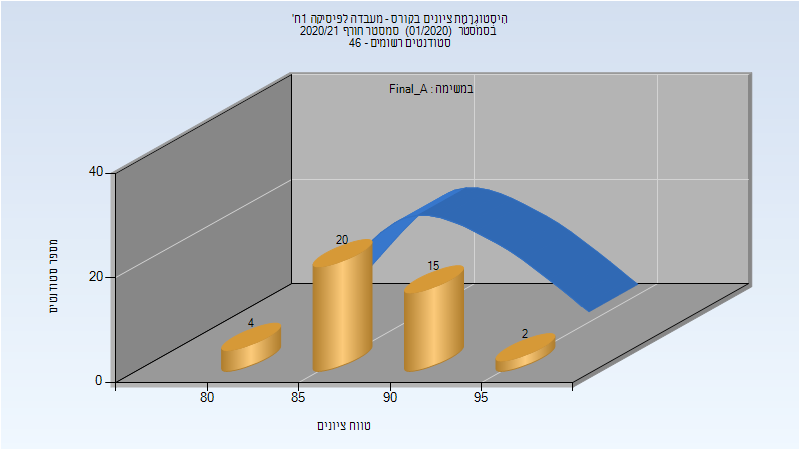 היסטוגרמת ציונים בקורס - מעבדה לפיסיקה 1ח'
בסמסטר (01/2020) סמסטר חורף 2020/21
סטודנטים רשומים - 46
במשימה : Final_A
40
20
0
מספר סטודנטים
4
20
15
2
80
85
90
95
טווח ציונים